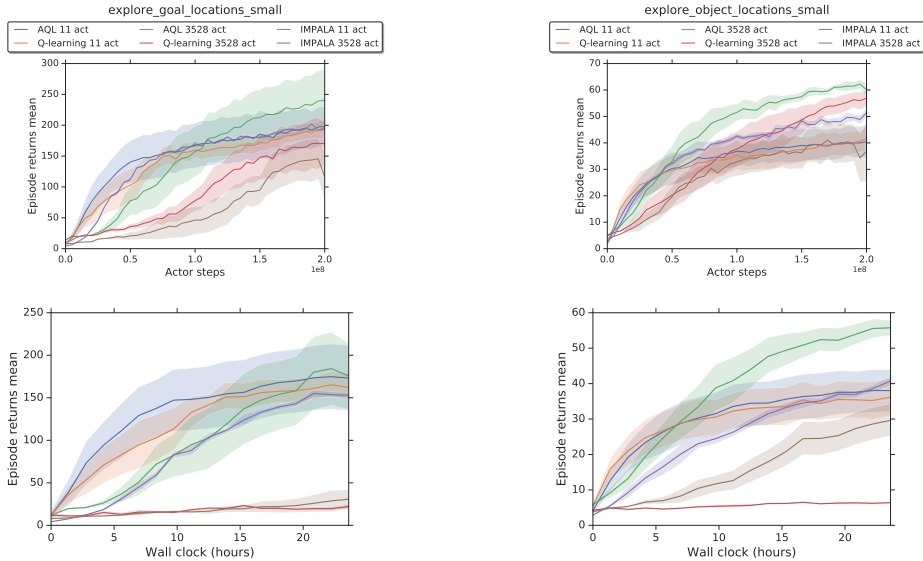 explore_goal_locations_small
AQL 11 act AQL 3528 act IMPALA 11 act
Q-learning 11 act Q-learning 3528 act IMPALA 3528 act
300
250
200
150
100
50
0
Episode returns mean
0.0 0.5 1.0 1.5 2.0
1e8
Actor steps
explore_object_locations_small
AQL 11 act AQL 3528 act IMPALA 11 act
Q-learning 11 act Q-learning 3528 act IMPALA 3528 act
70
60
50
40
30
20
10
0
Episode returns mean
0.0 0.5 1.0 1.5 2.0
1e8
Actor steps
250
200
150
100
50
0
Episode returns mean
0 5 10 15 20
Wall clock (hours)
60
50
40
30
20
10
0
Episode returns mean
0 5 10 15 20
Wall clock (hours)